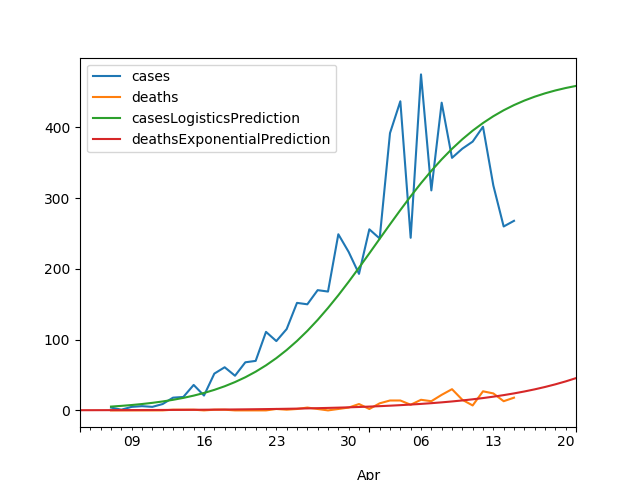 cases
deaths
casesLogisticsPrediction
deathsExponentialPrediction
400
300
200
100
0
09 16 23 30 06 13 20
Apr